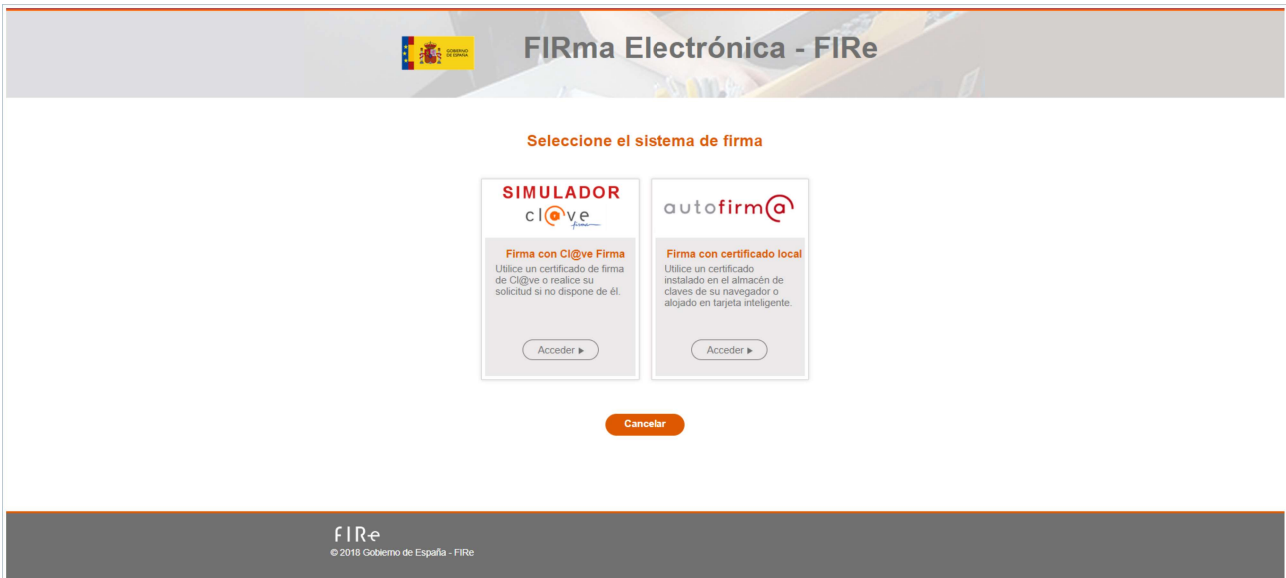 GOBIERNO
DE ESPAÑA
FIRma Electrónica - FIRe
Seleccione el sistema de firma
SIMULADOR
cl@ve
firma
Firma con Cl@ve Firma
Utilice un certificado de firma
de Cl@ve o realice su
solicitud si no dispone de él.
Acceder
autofirm@
Firma con certificado local
Utilice un certificado
instalado en el almacén de
claves de su navegador o
alojado en tarjeta inteligente.
Acceder
Cancelar
FIRe
© 2018 Gobierno de España - FIRe